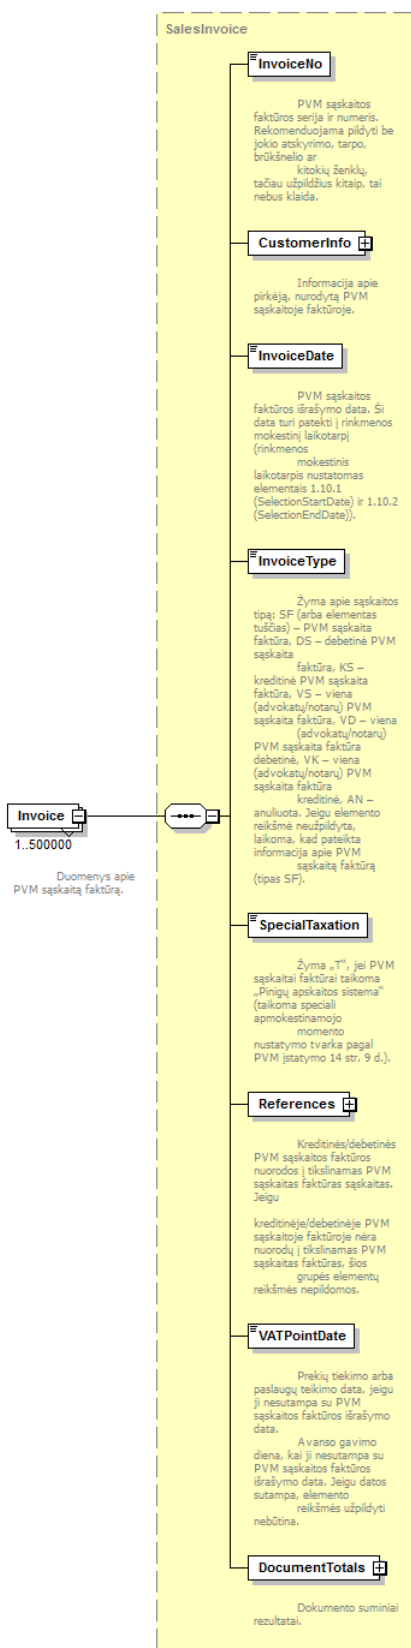 SalesInvoice
InvoiceNo
PVM sąskaitos
faktūros serija ir numeris.
Rekomenduojama pildyti be
jokio atskyrimo, tarpo,
brūkšnelio ar
kitokių ženklų,
tačiau užpildžius kitaip, tai
nebus klaida.
CustomerInfo
Informacija apie
pirkėją, nurodytą PVM
sąskaitoje faktūroje.
InvoiceDate
PVM sąskaitos
faktūros išrašymo data. Ši
data turi patekti į rinkmenos
mokestinį laikotarpį
(rinkmenos
mokestinis
laikotarpis nustatomas
elementais 1.10.1
(SelectionStartDate) ir 1.10.2
(SelectionEndDate)).
InvoiceType
Žyma apie sąskaitos
tipą: SF (arba elementas
tuščias) – PVM sąskaita
faktūra, DS – debetinė PVM
sąskaita
faktūra, KS –
kreditinė PVM sąskaita
faktūra, VS – viena
(advokatų/notarų) PVM
sąskaita faktūra, VD – viena
(advokatų/notarų)
PVM sąskaita faktūra
debetinė, VK – viena
(advokatų/notarų) PVM
sąskaita faktūra
kreditinė, AN –
anuliuota. Jeigu elemento
reikšmė neužpildyta,
laikoma, kad pateikta
informacija apie PVM
sąskaitą faktūrą
(tipas SF).
Invoice
1..500000
Duomenys apie
PVM sąskaitą faktūrą.
SpecialTaxation
Žyma „T“, jei PVM
sąskaitai faktūrai taikoma
„Pinigų apskaitos sistema“
(taikoma speciali
apmokestinamojo
momento
nustatymo tvarka pagal
PVM įstatymo 14 str. 9 d.).
References
Kreditinės/debetinės
PVM sąskaitos faktūros
nuorodos į tikslinamas PVM
sąskaitas faktūras sąskaitas.
Jeigu
kreditinėje/debetinėje PVM
sąskaitoje faktūroje nėra
nuorodų į tikslinamas PVM
sąskaitas faktūras, šios
grupės elementų
reikšmės nepildomos.
VATPointDate
Prekių tiekimo arba
paslaugų teikimo data, jeigu
ji nesutampa su PVM
sąskaitos faktūros išrašymo
data.
Avanso gavimo
diena, kai ji nesutampa su
PVM sąskaitos faktūros
išrašymo data. Jeigu datos
sutampa, elemento
reikšmės užpildyti
nebūtina.
DocumentTotals
Dokumento suminiai
rezultatai.